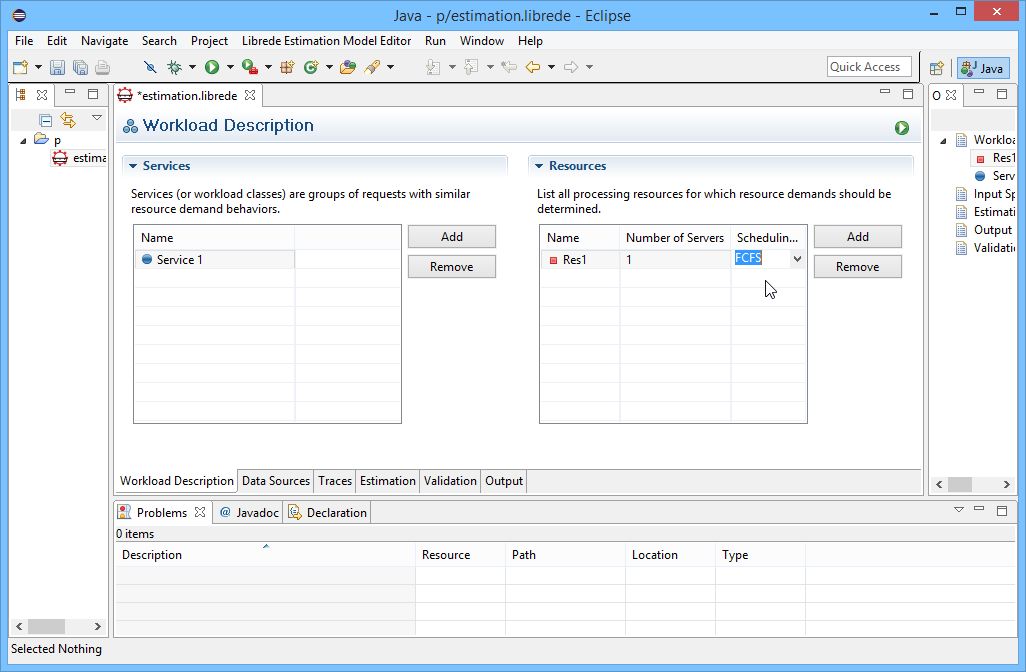 Java - p/estimation.librede - Eclipse
File Edit Navigate Search Project Librede Estimation Model Editor Run Window Help
Quick Access Java
*estimation.librede
O
p
estima
Workload Description
Services
Services (or workload classes) are groups of requests with similar
resource demand behaviors.
Name
Service 1
Add
Remove
Resources
List all processing resources for which resource demands should be
determined.
Name Number of Servers Schedulin...
Res1 1 FCFS
Add
Remove
Workloa
Res1
Serv
Input Sp
Estimati
Output
Validati
Workload Description Data Sources Traces Estimation Validation Output
Problems @ Javadoc Declaration
0 items
Description Resource Path Location Type
Selected Nothing